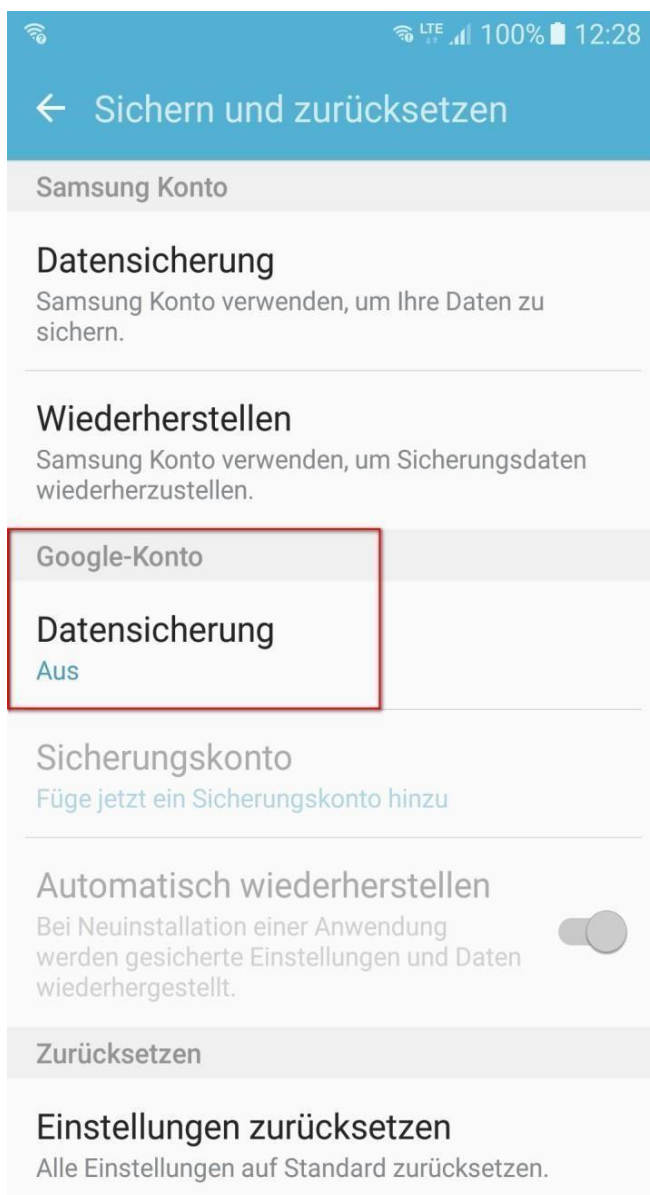 LTE 100% 12:28
Sichern und zurücksetzen
Samsung Konto
Datensicherung
Samsung Konto verwenden, um Ihre Daten zu
sichern.
Wiederherstellen
Samsung Konto verwenden, um Sicherungsdaten
wiederherzustellen.
Google-Konto
Datensicherung
Aus
Sicherungskonto
Füge jetzt ein Sicherungskonto hinzu
Automatisch wiederherstellen
Bei Neuinstallation einer Anwendung
werden gesicherte Einstellungen und Daten
wiederhergestellt.
Zurücksetzen
Einstellungen zurücksetzen
Alle Einstellungen auf Standard zurücksetzen.